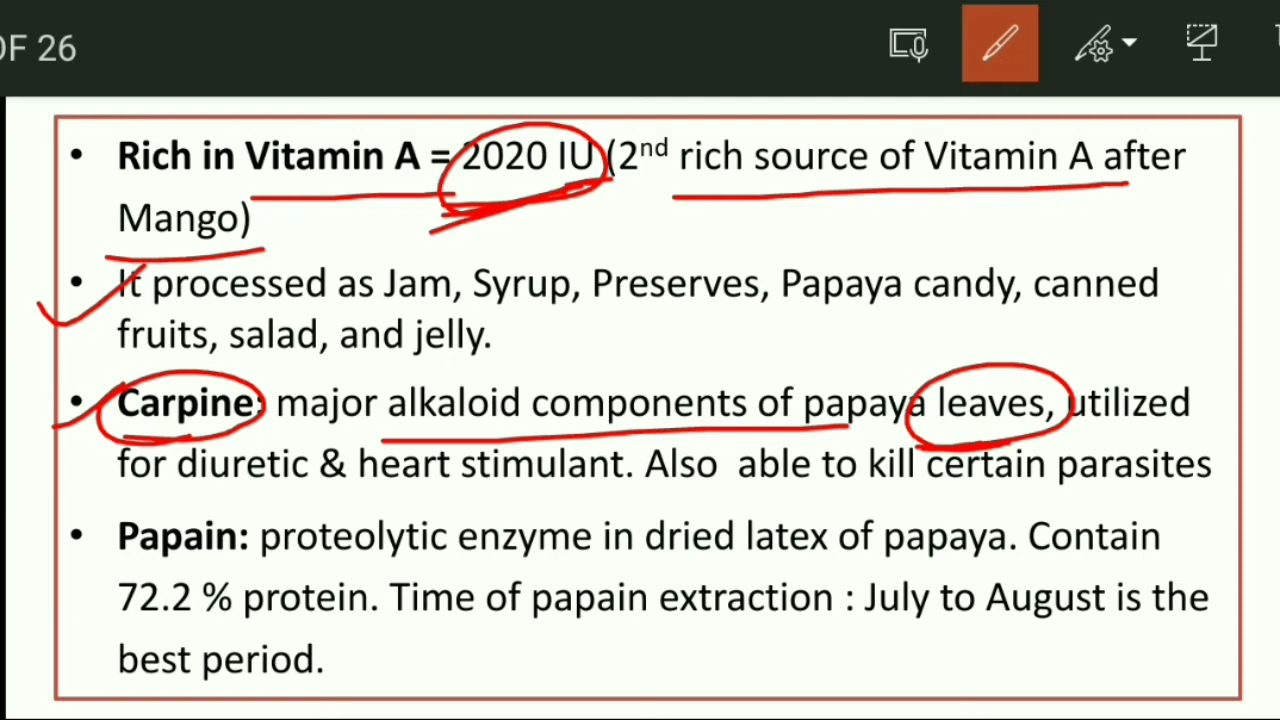 OF 26
• Rich in Vitamin A = 2020 IU (2nd rich source of Vitamin A after
Mango)
• It processed as Jam, Syrup, Preserves, Papaya candy, canned
fruits, salad, and jelly.
• Carpine: major alkaloid components of papaya leaves, utilized
for diuretic & heart stimulant. Also able to kill certain parasites
• Papain: proteolytic enzyme in dried latex of papaya. Contain
72.2 % protein. Time of papain extraction : July to August is the
best period.